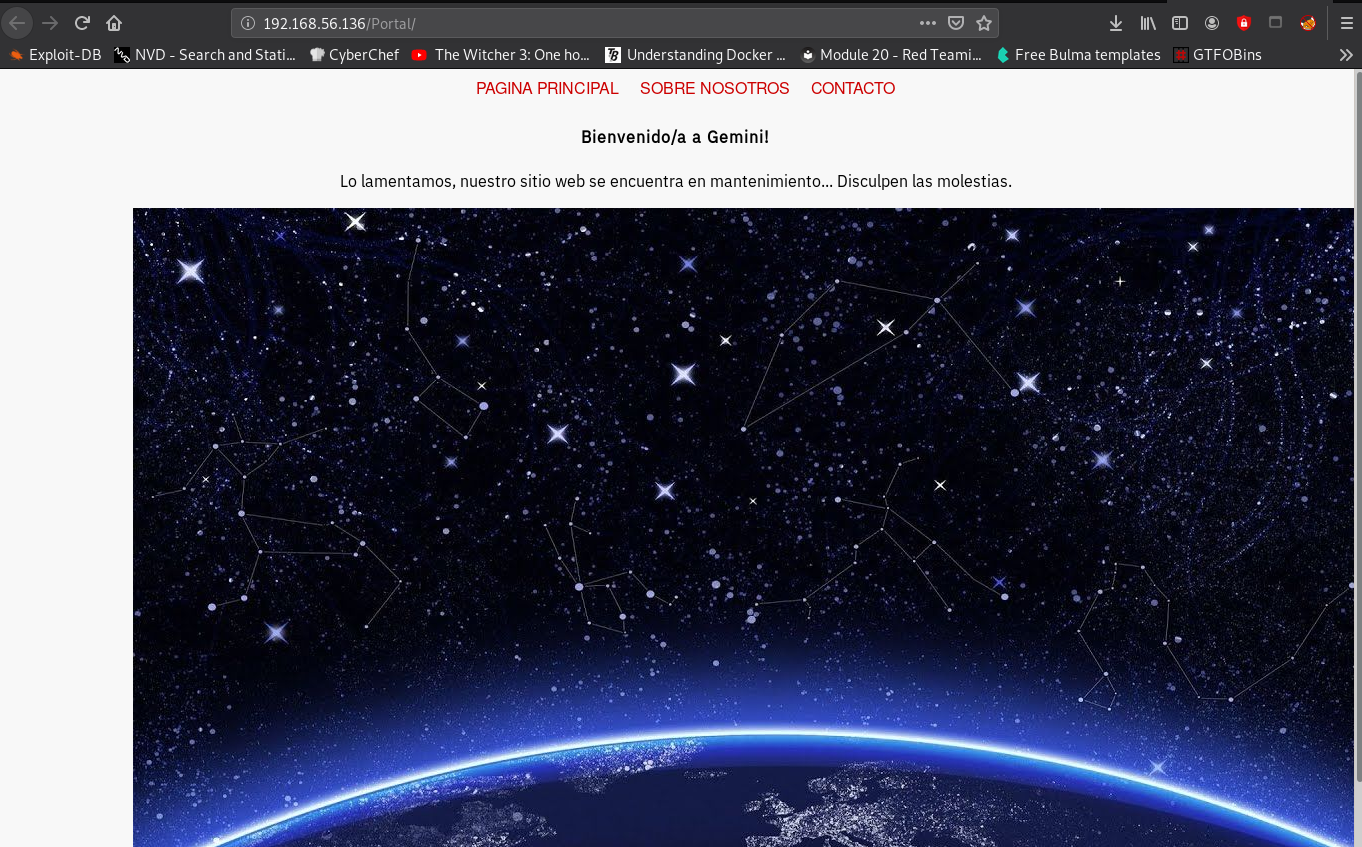 192.168.56.136/Portal/
Exploit-DB NVD - Search and Stati... CyberChef The Witcher 3: One ho... Understanding Docker ... Module 20 - Red Teami... Free Bulma templates GTFOBins
PAGINA PRINCIPAL SOBRE NOSOTROS CONTACTO
Bienvenido/a a Gemini!
Lo lamentamos, nuestro sitio web se encuentra en mantenimiento... Disculpen las molestias.